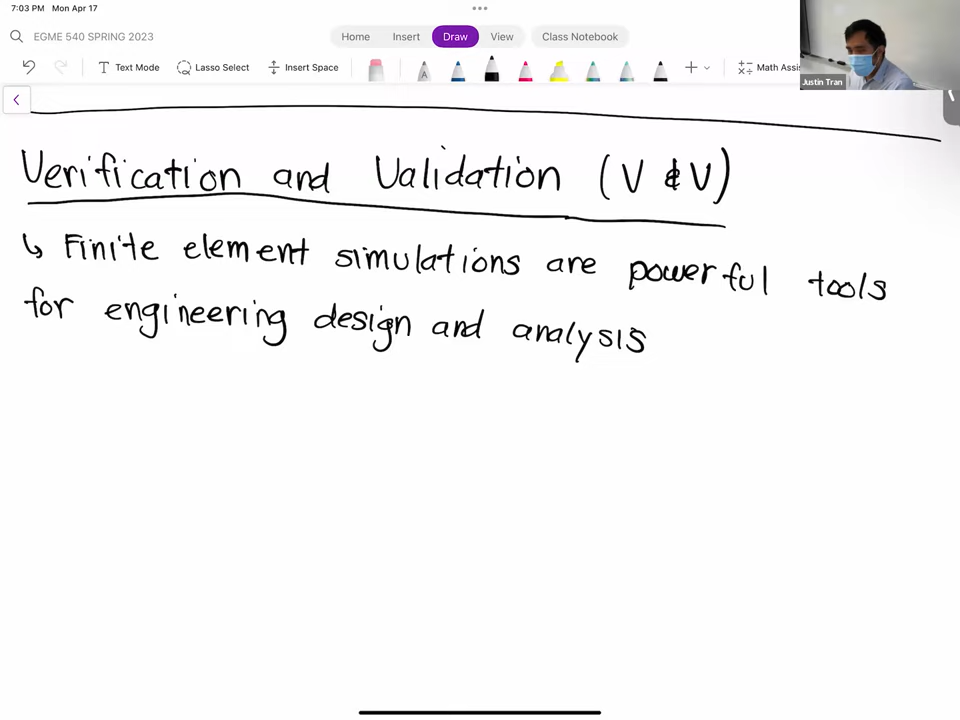 7:03 PM Mon Apr 17
EGME 540 SPRING 2023
Home Insert Draw View Class Notebook
Text Mode Lasso Select Insert Space Math Assis
A
Justin Tran
Verification and Validation (V & V)
↳ Finite element simulations are powerful tools
for engineering design and analysis